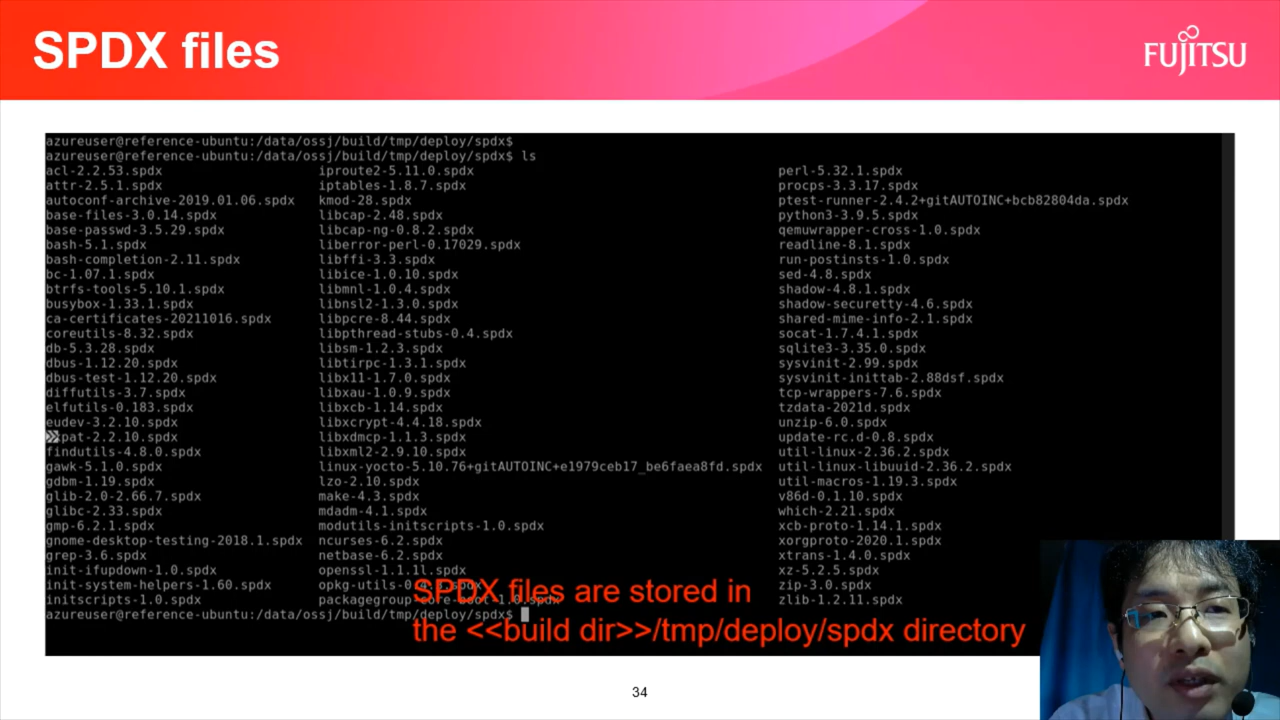 SPDX files
FUJITSU
azureuser@reference-ubuntu:/data/ossj/build/tmp/deploy/spdx$
azureuser@reference-ubuntu:/data/ossj/build/tmp/deploy/spdx$ ls
acl-2.2.53.spdx iproute2-5.11.0.spdx perl-5.32.1.spdx
attr-2.5.1.spdx iptables-1.8.7.spdx procps-3.3.17.spdx
autoconf-archive-2019.01.06.spdx kmod-28.spdx ptest-runner-2.4.2+gitAUTOINC+bcb82804da.spdx
base-files-3.0.14.spdx libcap-2.48.spdx python3-3.9.5.spdx
base-passwd-3.5.29.spdx libcap-ng-0.8.2.spdx qemuwrapper-cross-1.0.spdx
bash-5.1.spdx liberror-perl-0.17029.spdx readline-8.1.spdx
bash-completion-2.11.spdx libffi-3.3.spdx run-postinsts-1.0.spdx
bc-1.07.1.spdx libice-1.0.10.spdx sed-4.8.spdx
btrfs-tools-5.10.1.spdx libmnl-1.0.4.spdx shadow-4.8.1.spdx
busybox-1.33.1.spdx libnsl2-1.3.0.spdx shadow-securetty-4.6.spdx
ca-certificates-20211016.spdx libpcre-8.44.spdx shared-mime-info-2.1.spdx
coreutils-8.32.spdx libpthread-stubs-0.4.spdx socat-1.7.4.1.spdx
db-5.3.28.spdx libsm-1.2.3.spdx sqlite3-3.35.0.spdx
dbus-1.12.20.spdx libtirpc-1.3.1.spdx sysvinit-2.99.spdx
dbus-test-1.12.20.spdx libx11-1.7.0.spdx sysvinit-inittab-2.88dsf.spdx
diffutils-3.7.spdx libxau-1.0.9.spdx tcp-wrappers-7.6.spdx
elfutils-0.183.spdx libxcb-1.14.spdx tzdata-2021d.spdx
eudev-3.2.10.spdx libxcrypt-4.4.18.spdx unzip-6.0.spdx
pat-2.2.10.spdx libxdmcp-1.1.3.spdx update-rc.d-0.8.spdx
findutils-4.8.0.spdx libxml2-2.9.10.spdx util-linux-2.36.2.spdx
gawk-5.1.0.spdx linux-yocto-5.10.76+gitAUTOINC+e1979ceb17_be6faea8fd.spdx util-linux-libuuid-2.36.2.spdx
gdbm-1.19.spdx lzo-2.10.spdx util-macros-1.19.3.spdx
glib-2.0-2.66.7.spdx make-4.3.spdx v86d-0.1.10.spdx
glibc-2.33.spdx mdadm-4.1.spdx which-2.21.spdx
gmp-6.2.1.spdx modutils-initscripts-1.0.spdx xcb-proto-1.14.1.spdx
gnome-desktop-testing-2018.1.spdx ncurses-6.2.spdx xorgproto-2020.1.spdx
grep-3.6.spdx netbase-6.2.spdx xtrans-1.4.0.spdx
init-ifupdown-1.0.spdx openssl-1.1.1l.spdx xz-5.2.5.spdx
init-system-helpers-1.60.spdx opkg-utils-0.4.3.spdx zip-3.0.spdx
initscripts-1.0.spdx packagegroup-core-boot-1.0.spdx zlib-1.2.11.spdx
azureuser@reference-ubuntu:/data/ossj/build/tmp/deploy/spdx$
SPDX files are stored in
the <<build dir>>/tmp/deploy/spdx directory
34